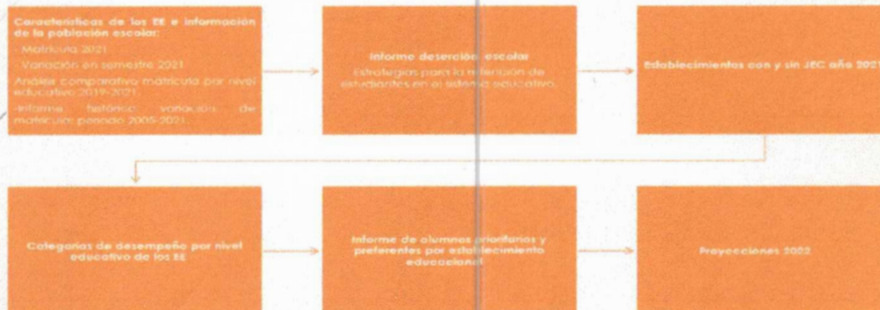 Características de los EE e información
de la población escolar:
- Matrícula 2021
- Variación en semestre 2021
Análisis comparativo matrícula por nivel
educativo 2019-2021.
-Informe histórico variación de
matrícula: periodo 2005-2021.
Informe deserción escolar
Estrategias para la retención de
estudiantes en el sistema educativo.
Establecimientos con y sin JEC año 2021
Categorías de desempeño por nivel
educativo de los EE
Informe de alumnos prioritarios y
preferentes por establecimiento
educacional
Proyecciones 2022